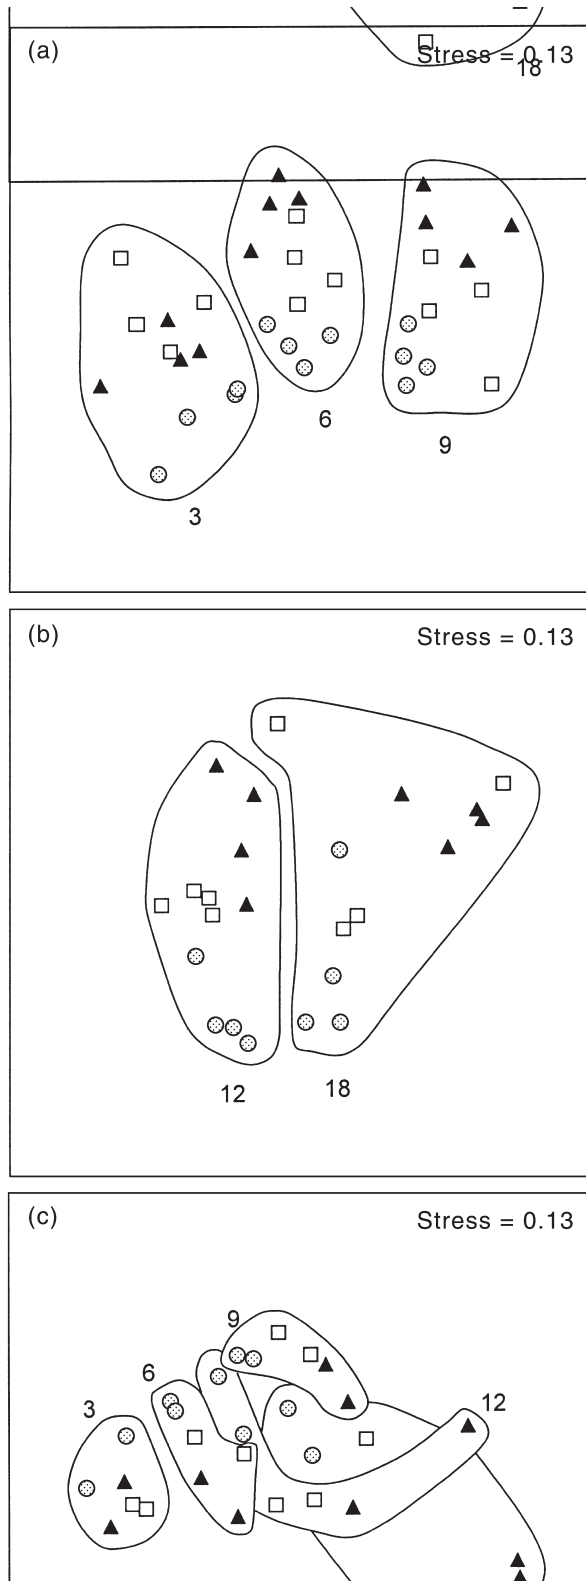 (a)
Stress = 0.13
18
6
9
3
(b)
Stress = 0.13
12
18
(c)
Stress = 0.13
9
6
3
12